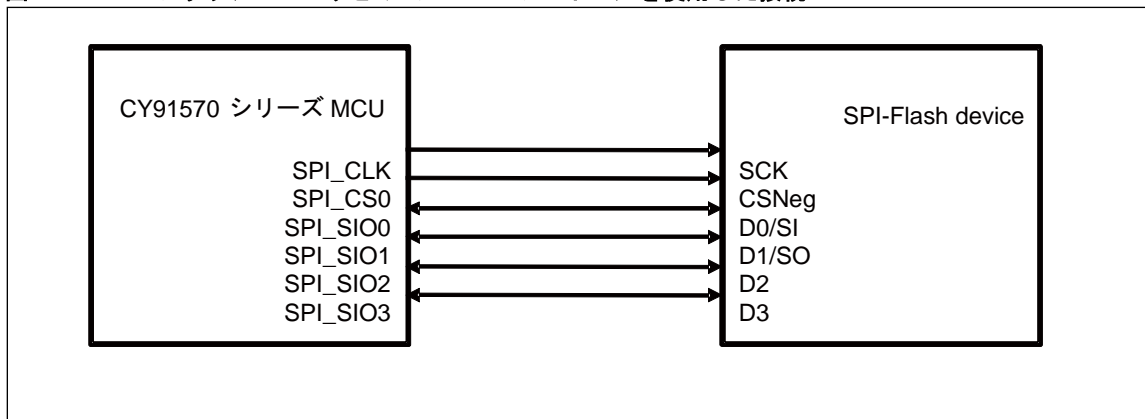 CY91570 シリーズ MCU
SPI_CLK
SPI_CS0
SPI_SIO0
SPI_SIO1
SPI_SIO2
SPI_SIO3
SPI-Flash device
SCK
CSNeg
D0/SI
D1/SO
D2
D3